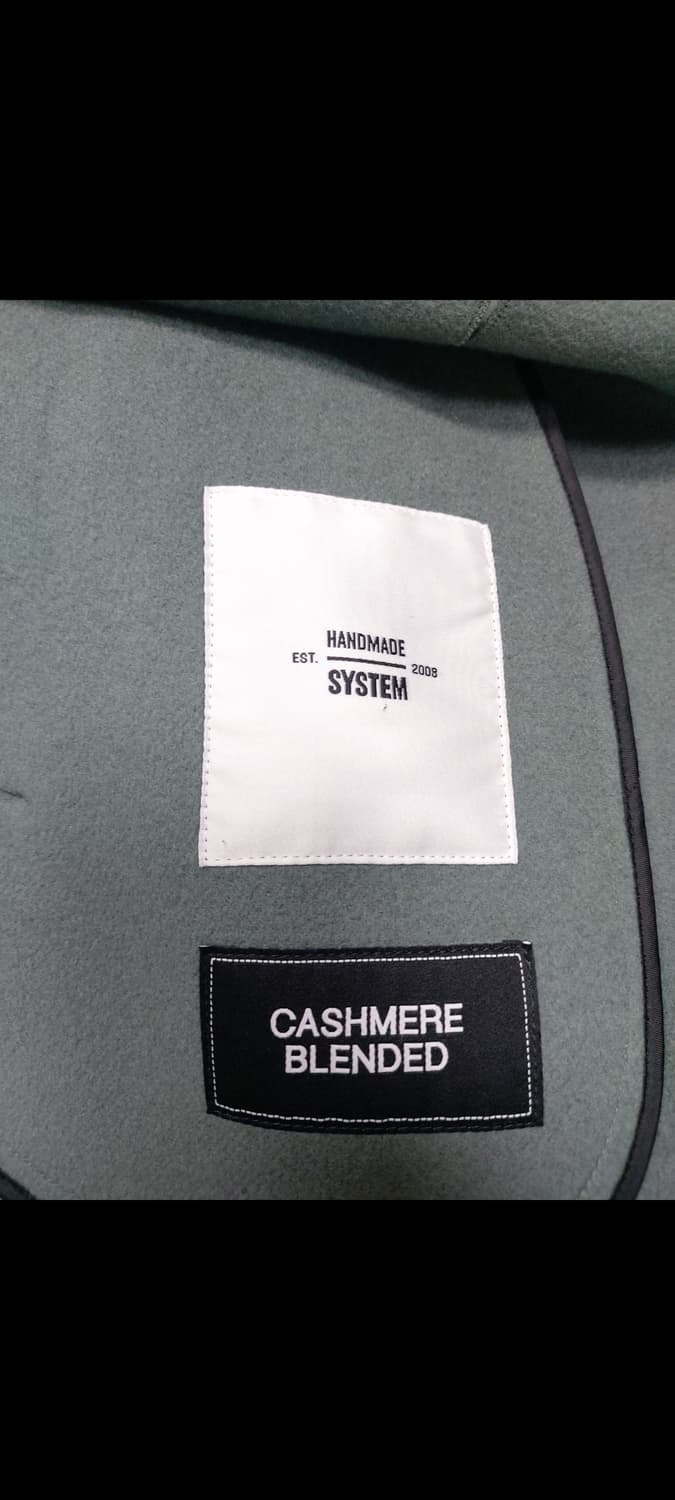 HANDMADE
EST. 2008
SYSTEM
CASHMERE
BLENDED